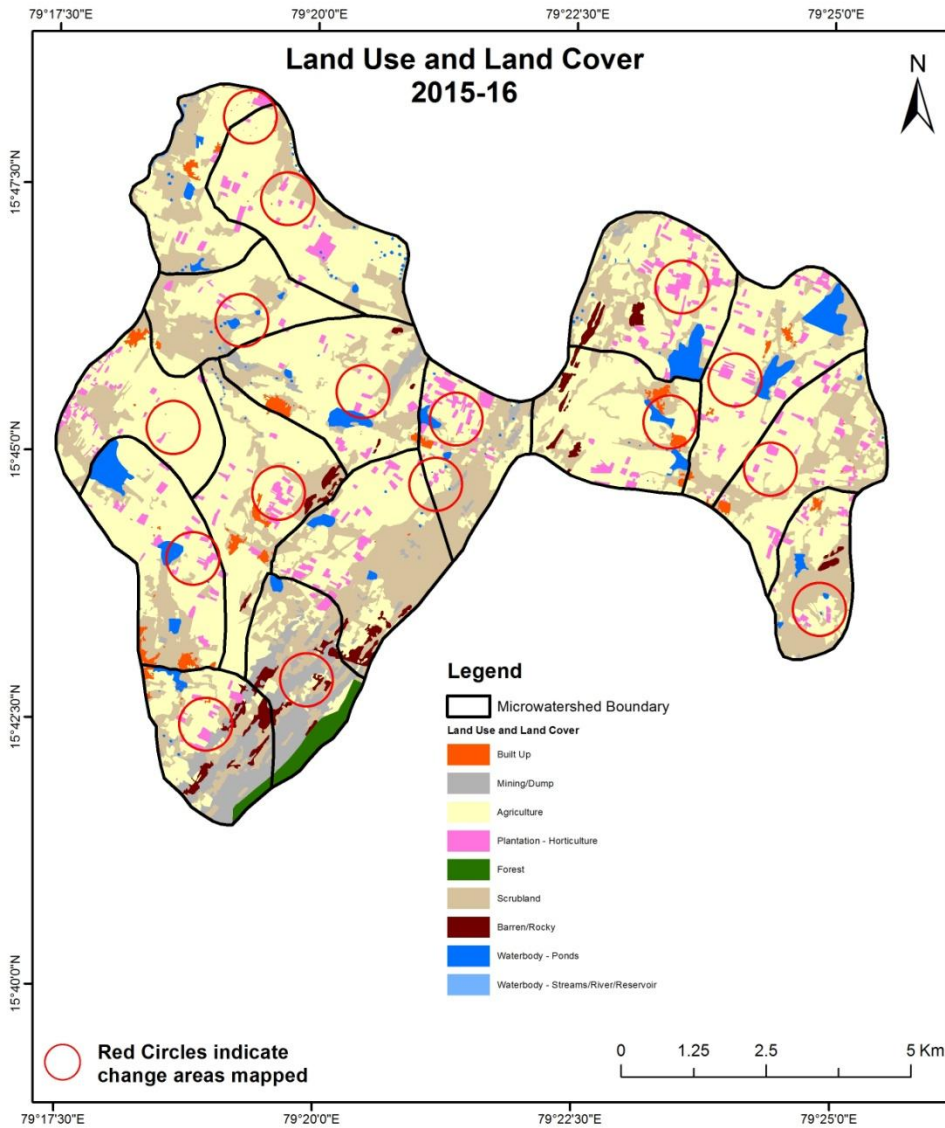 79°17'30"E 79°20'0"E 79°22'30"E 79°25'0"E
Land Use and Land Cover
2015-16
N
15°47'30"N
15°45'0"N
15°42'30"N
15°40'0"N
Legend
Microwatershed Boundary
Land Use and Land Cover
Built Up
Mining/Dump
Agriculture
Plantation - Horticulture
Forest
Scrubland
Barren/Rocky
Waterbody - Ponds
Waterbody - Streams/River/Reservoir
Red Circles indicate
change areas mapped
0 1.25 2.5 5 Km
79°17'30"E 79°20'0"E 79°22'30"E 79°25'0"E